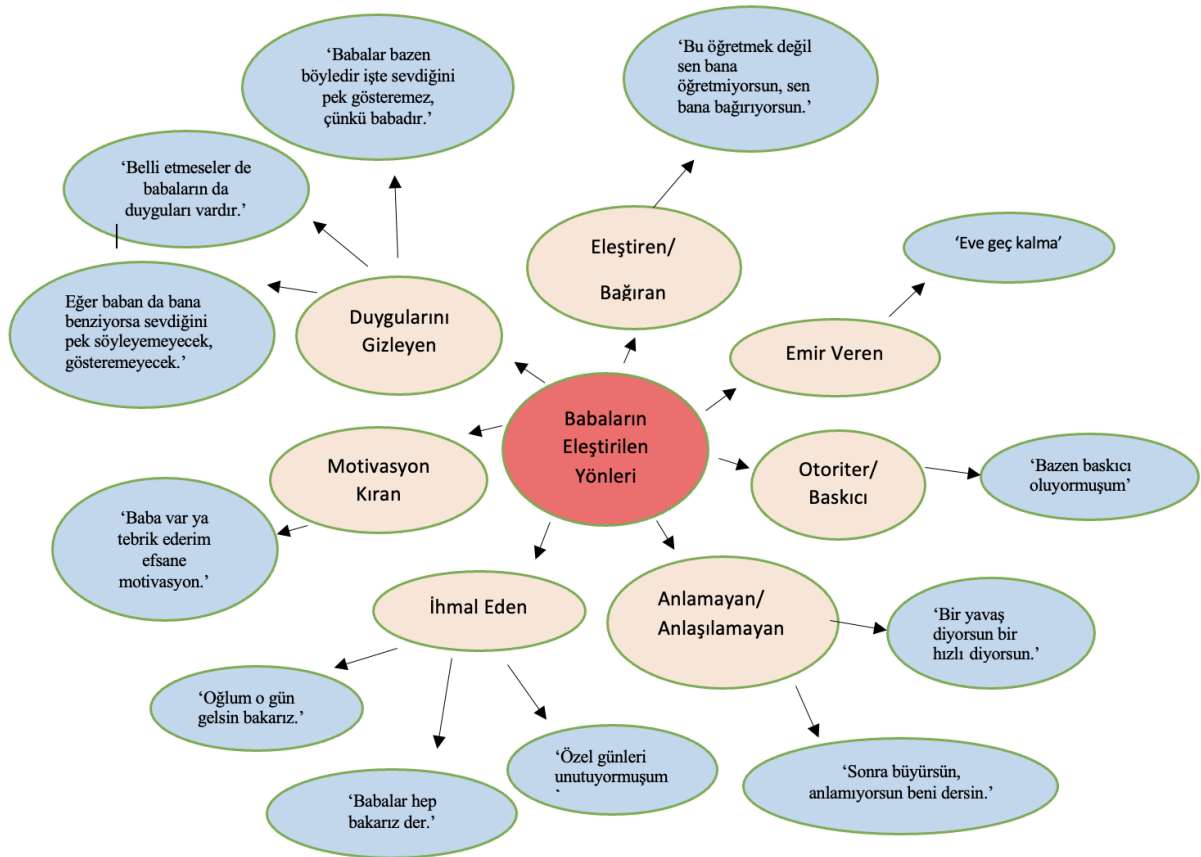 ‘Babalar bazen
böyledir işte sevdiğini
pek gösteremez,
çünkü babadır.’
‘Bu öğretmek değil
sen bana
öğretmiyorsun, sen
bana bağırıyorsun.’
‘Belli etmeseler de
babaların da
duyguları vardır.’
Eğer baban da bana
benziyorsa sevdiğini
pek söyleyemeyecek,
gösteremeyecek.’
Duygularını
Gizleyen
Eleştiren/
Bağıran
‘Eve geç kalma’
Emir Veren
Babaların
Eleştirilen
Yönleri
Motivasyon
Kıran
Otoriter/
Baskıcı
‘Bazen baskıcı
oluyormuşum’
‘Baba var ya
tebrik ederim
efsane
motivasyon.’
İhmal Eden
Anlamayan/
Anlaşılamayan
‘Bir yavaş
diyorsun bir
hızlı diyorsun.’
‘Oğlum o gün
gelsin bakarız.’
‘Babalar hep
bakarız der.’
‘Özel günleri
unutuyormuşum
’
‘Sonra büyürsün,
anlamıyorsun beni dersin.’